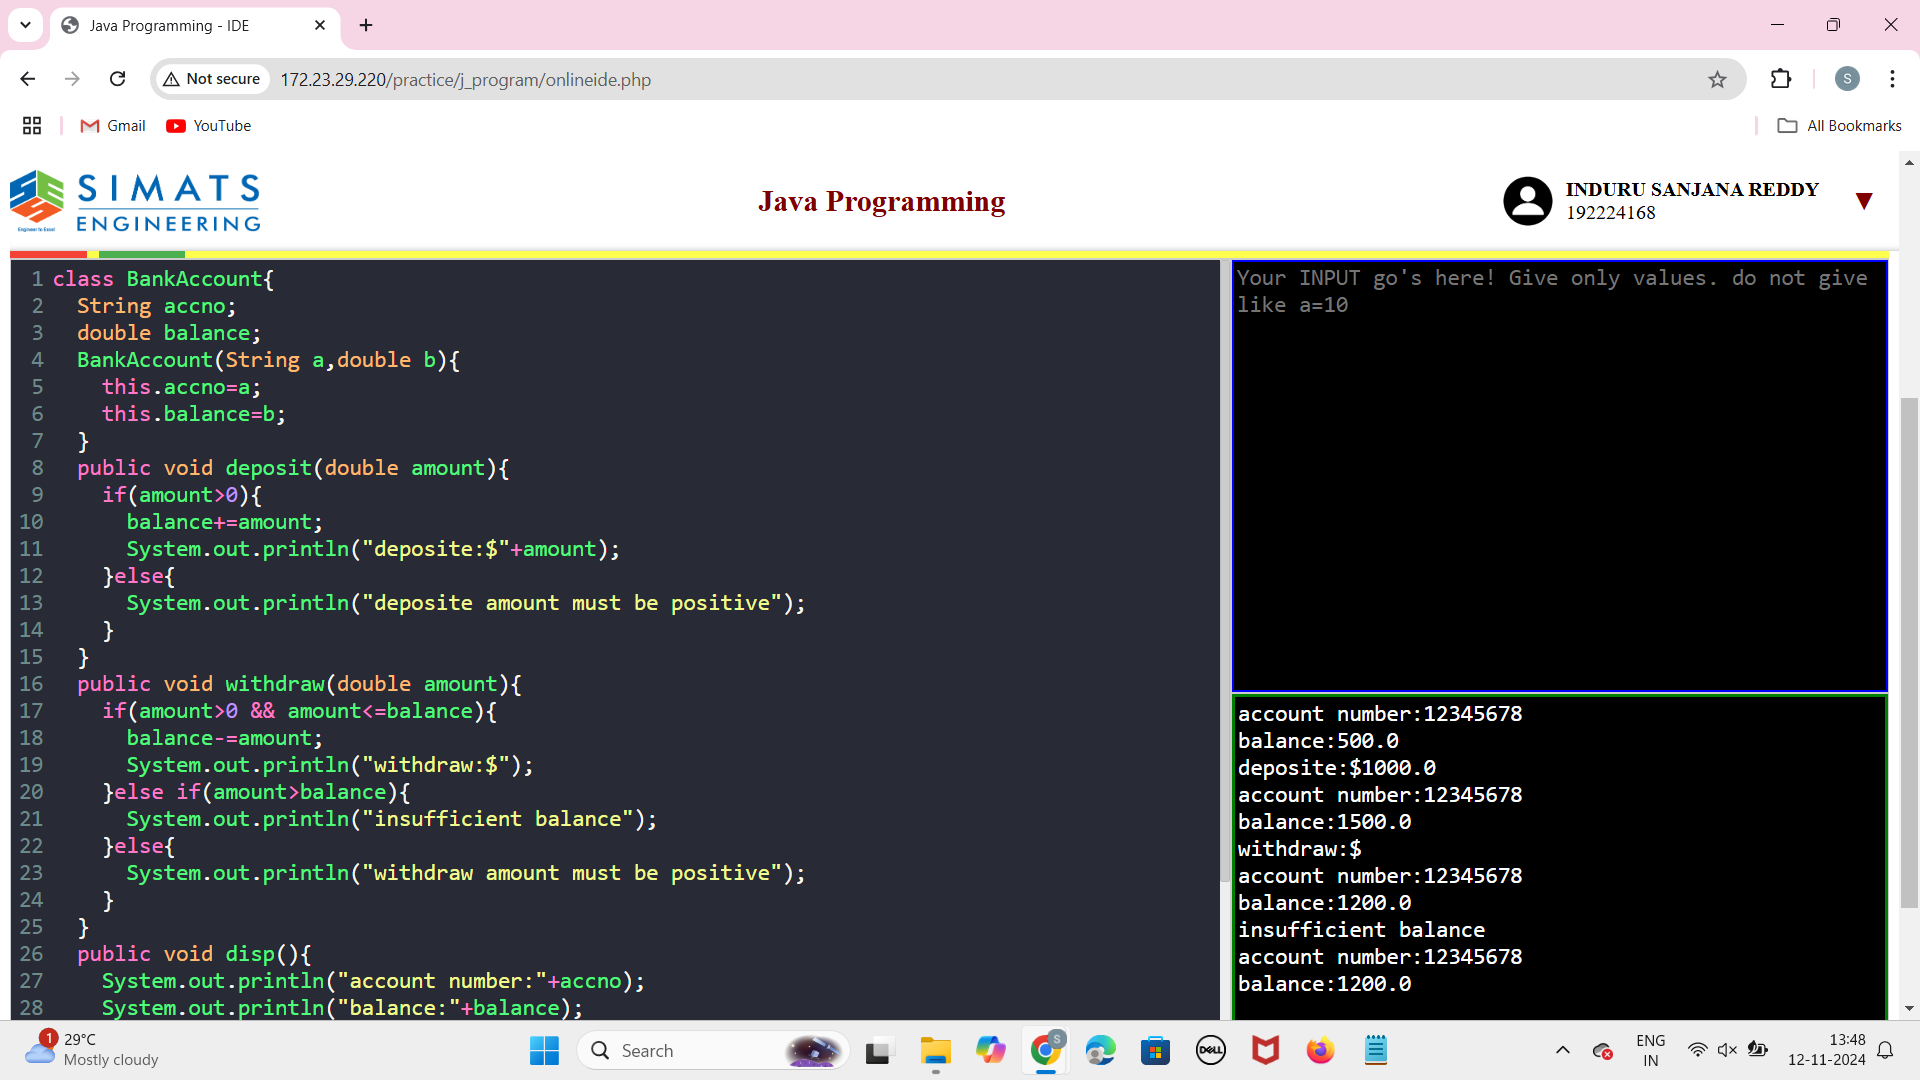 Java Programming - IDE
Not secure
172.23.29.220/practice/j_program/onlineide.php
S
Gmail
YouTube
All Bookmarks
SIMATS
ENGINEERING
Engineer to Excel
Java Programming
INDURU SANJANA REDDY
192224168
1 class BankAccount{
2 String accno;
3 double balance;
4 BankAccount(String a,double b){
5 this.accno=a;
6 this.balance=b;
7 }
8 public void deposit(double amount){
9 if(amount>0){
10 balance+=amount;
11 System.out.println("deposite:$"+amount);
12 }else{
13 System.out.println("deposite amount must be positive");
14 }
15 }
16 public void withdraw(double amount){
17 if(amount>0 && amount<=balance){
18 balance-=amount;
19 System.out.println("withdraw:$");
20 }else if(amount>balance){
21 System.out.println("insufficient balance");
22 }else{
23 System.out.println("withdraw amount must be positive");
24 }
25 }
26 public void disp(){
27 System.out.println("account number:"+accno);
28 System.out.println("balance:"+balance);
Your INPUT go's here! Give only values. do not give
like a=10
account number:12345678
balance:500.0
deposite:$1000.0
account number:12345678
balance:1500.0
withdraw:$
account number:12345678
balance:1200.0
insufficient balance
account number:12345678
balance:1200.0
1
29°C
Mostly cloudy
Search
S
DELL
ENG
IN
13:48
12-11-2024